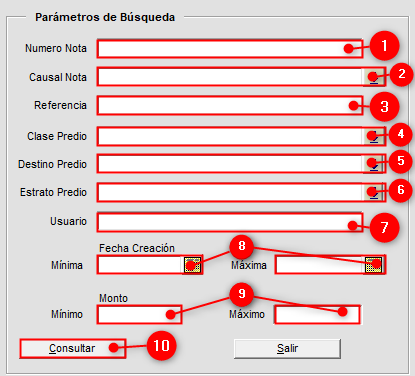 Parámetros de Búsqueda
Numero Nota 1
Causal Nota 2
Referencia 3
Clase Predio 4
Destino Predio 5
Estrato Predio 6
Usuario 7
Fecha Creación 8
Mínima Máxima
Monto 9
Mínimo Máximo
Consultar 10 Salir